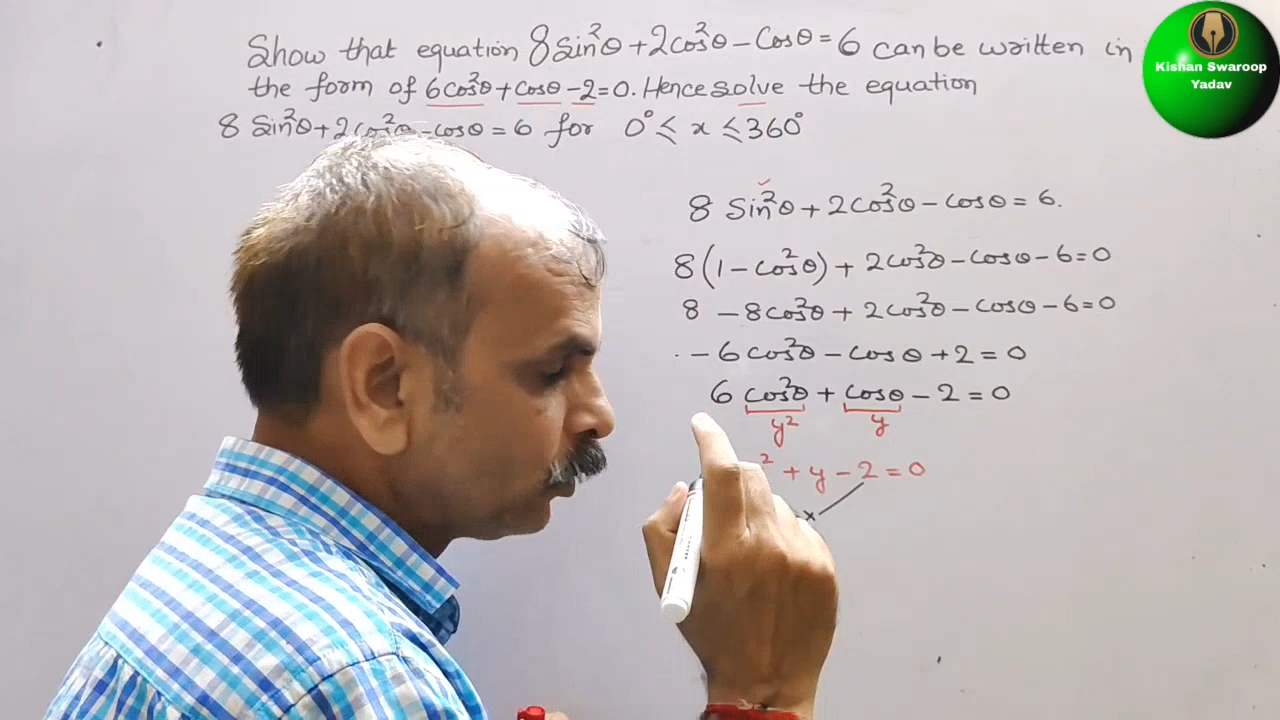 Show that equation 8 Sin²θ + 2cos²θ - Cosθ = 6 can be written in
the form of 6cos²θ + cosθ - 2 = 0. Hence solve the equation
8 Sin²θ + 2cos²θ - cosθ = 6 for 0° ≤ x ≤ 360°
Kishan Swaroop
Yadav
8 Sin²θ + 2cos²θ - cosθ = 6.
8(1 - cos²θ) + 2cos²θ - cosθ - 6 = 0
8 - 8cos²θ + 2cos²θ - cosθ - 6 = 0
- 6cos²θ - cosθ + 2 = 0
6 cos²θ + cosθ - 2 = 0
y² y
² + y - 2 = 0
×